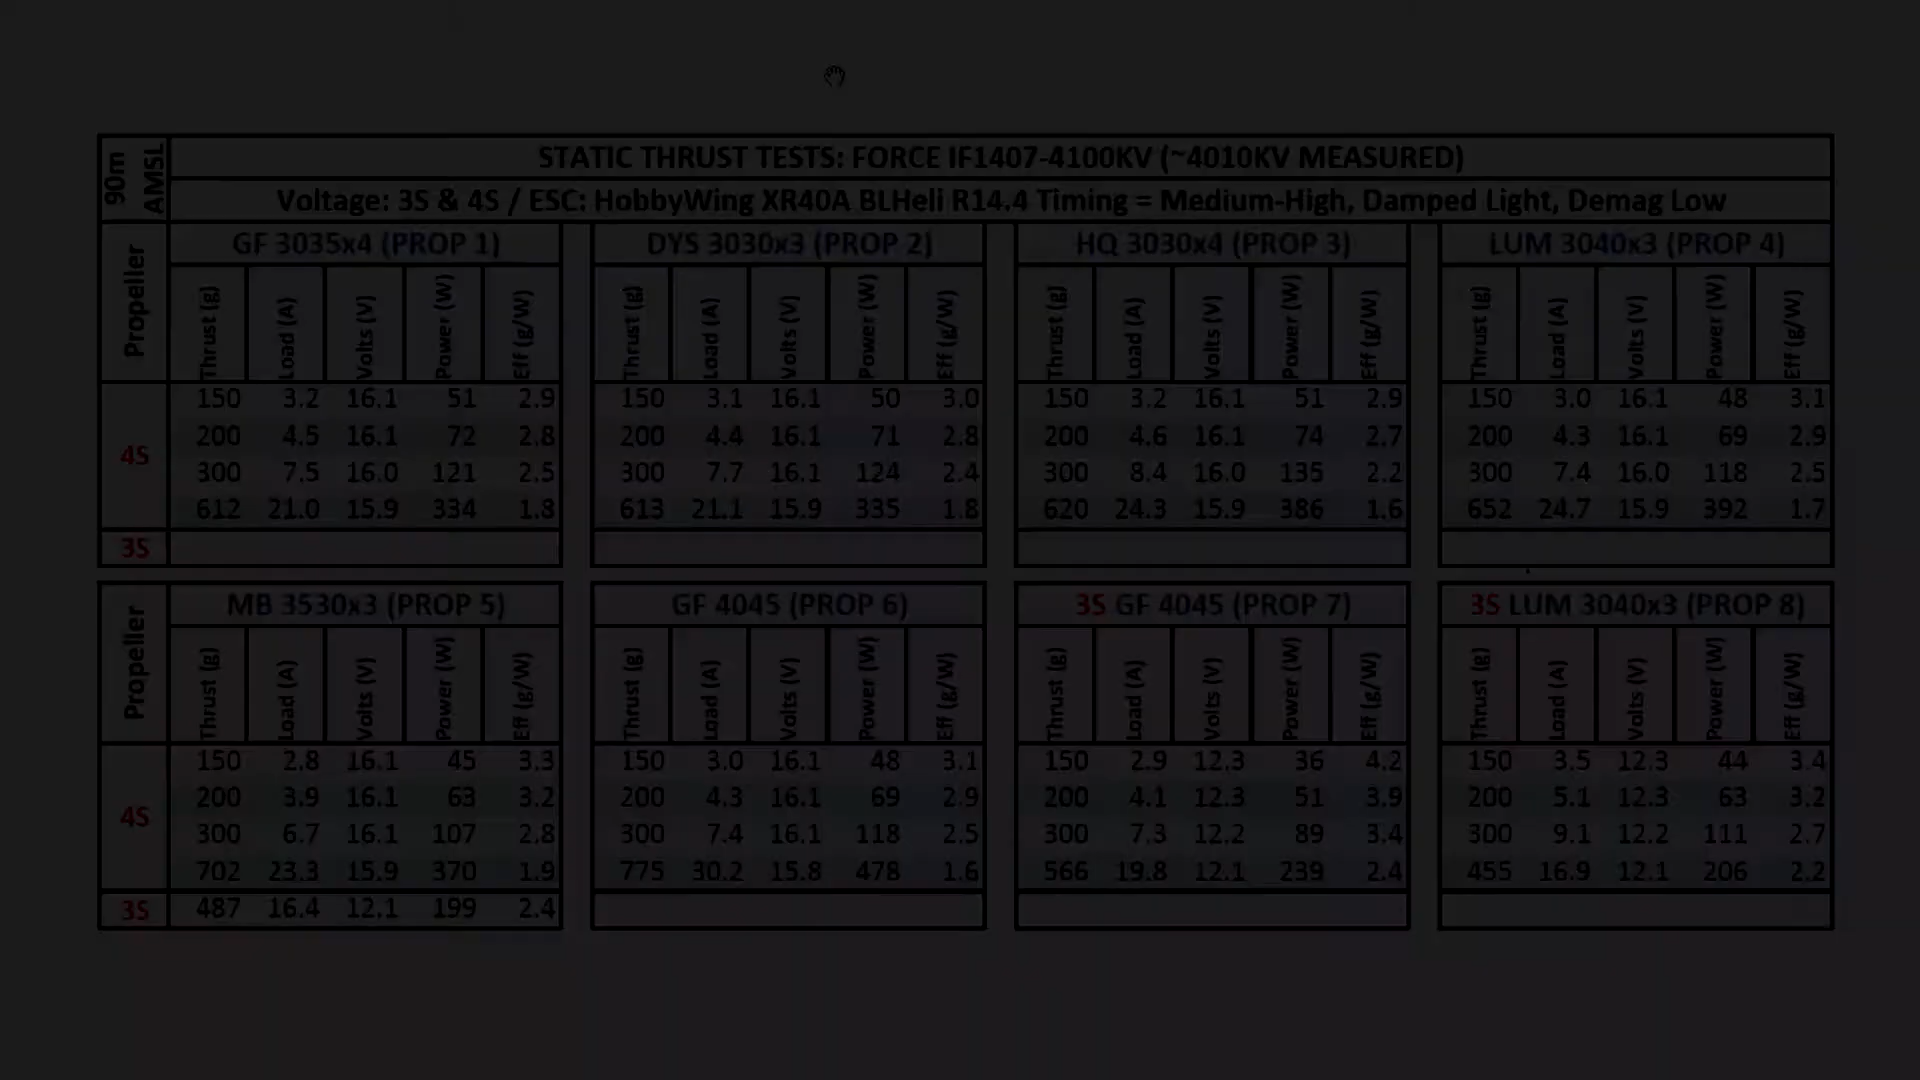 90m AMSL
STATIC THRUST TESTS: FORCE IF1407-4100KV (~4010KV MEASURED)
Voltage: 3S & 4S / ESC: HobbyWing XR40A BLHeli R14.4 Timing = Medium-High, Damped Light, Demag Low
Propeller GF 3035x4 (PROP 1) DYS 3030x3 (PROP 2) HQ 3030x4 (PROP 3) LUM 3040x3 (PROP 4)
Thrust (g) Load (A) Volts (V) Power (W) Eff (g/W) Thrust (g) Load (A) Volts (V) Power (W) Eff (g/W) Thrust (g) Load (A) Volts (V) Power (W) Eff (g/W) Thrust (g) Load (A) Volts (V) Power (W) Eff (g/W)
4S
150 3.2 16.1 51 2.9 150 3.1 16.1 50 3.0 150 3.2 16.1 51 2.9 150 3.0 16.1 48 3.1
200 4.5 16.1 72 2.8 200 4.4 16.1 71 2.8 200 4.6 16.1 74 2.7 200 4.3 16.1 69 2.9
300 7.5 16.0 121 2.5 300 7.7 16.1 124 2.4 300 8.4 16.0 135 2.2 300 7.4 16.0 118 2.5
612 21.0 15.9 334 1.8 613 21.1 15.9 335 1.8 620 24.3 15.9 386 1.6 652 24.7 15.9 392 1.7
3S
Propeller MB 3530x3 (PROP 5) GF 4045 (PROP 6) 3S GF 4045 (PROP 7) 3S LUM 3040x3 (PROP 8)
Thrust (g) Load (A) Volts (V) Power (W) Eff (g/W) Thrust (g) Load (A) Volts (V) Power (W) Eff (g/W) Thrust (g) Load (A) Volts (V) Power (W) Eff (g/W) Thrust (g) Load (A) Volts (V) Power (W) Eff (g/W)
4S
150 2.8 16.1 45 3.3 150 3.0 16.1 48 3.1 150 2.9 12.3 36 4.2 150 3.5 12.3 44 3.4
200 3.9 16.1 63 3.2 200 4.3 16.1 69 2.9 200 4.1 12.3 51 3.9 200 5.1 12.3 63 3.2
300 6.7 16.1 107 2.8 300 7.4 16.1 118 2.5 300 7.3 12.2 89 3.4 300 9.1 12.2 111 2.7
702 23.3 15.9 370 1.9 775 30.2 15.8 478 1.6 566 19.8 12.1 239 2.4 455 16.9 12.1 206 2.2
3S 487 16.4 12.1 199 2.4